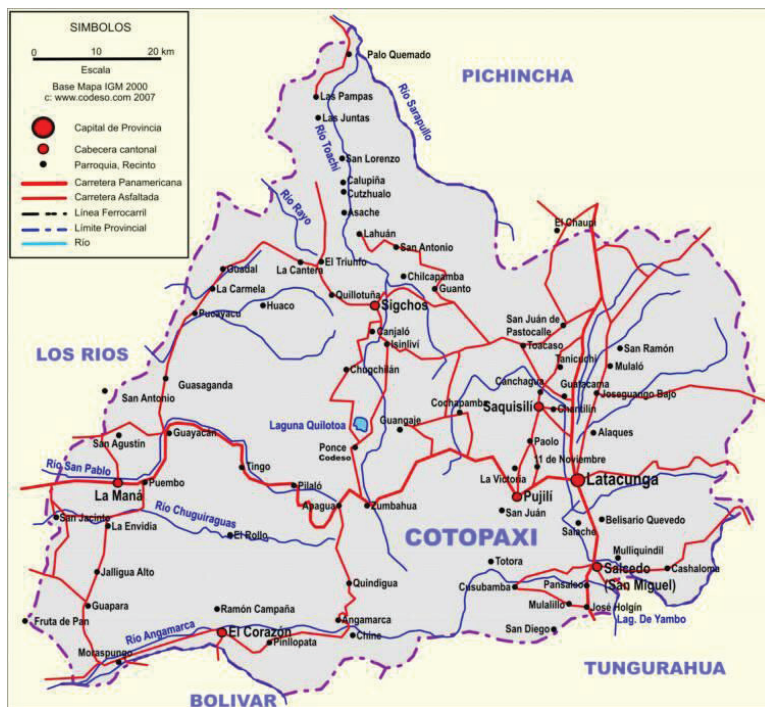 SIMBOLOS
0 10 20 km
Escala
Base Mapa IGM 2000
c: www.codeso.com 2007
Capital de Provincia
Cabecera cantonal
Parroquia, Recinto
Carretera Panamericana
Carretera Asfaltada
Línea Ferrocarril
Límite Provincial
Río
Palo Quemado
PICHINCHA
Las Pampas
Río Sarapullo
Las Juntas
Río Toachi
San Lorenzo
Calupiña
Cutzhualo
Río Rayo
Asache
El Chaupi
Lahuán
San Antonio
Guadal
La Cantera
El Triunfo
Chilcapamba
Guanto
La Carmela
Quillotuña
Huaco
Sigchos
Pucayacu
San Juán de
Pastocalle
Canjaló
Isinliví
Toacaso
San Ramón
LOS RIOS
Tanicuchi
Mulaló
Chogchilán
Guasaganda
Canchagua
Guatacama
Joseguango Bajo
San Antonio
Cochapamba
Saquisilí
Chantilin
Laguna Quilotoa
Guangaje
San Agustín
Guayacán
Alaques
Ponce
Codeso
Paolo
11 de Noviembre
Río San Pablo
Tingo
La Victoria
La Maná
Puembo
Pilaló
Latacunga
Pujilí
Apagua
Zumbahua
San Juán
Río Chuguiraguas
San Jacinto
La Envidia
Belisario Quevedo
Salache
El Rollo
COTOPAXI
Mulliquindil
Totora
Salcedo
Cashaloma
Jalligua Alto
Quindigua
Cusubamba
Pansaleo
(San Miguel)
Guapara
Ramón Campaña
Mulalillo
José Holgín
Fruta de Pan
Angamarca
Lag. De Yambo
Río Angamarca
El Corazón
Chine
San Diego
Pinllopata
Moraspungo
TUNGURAHUA
BOLIVAR